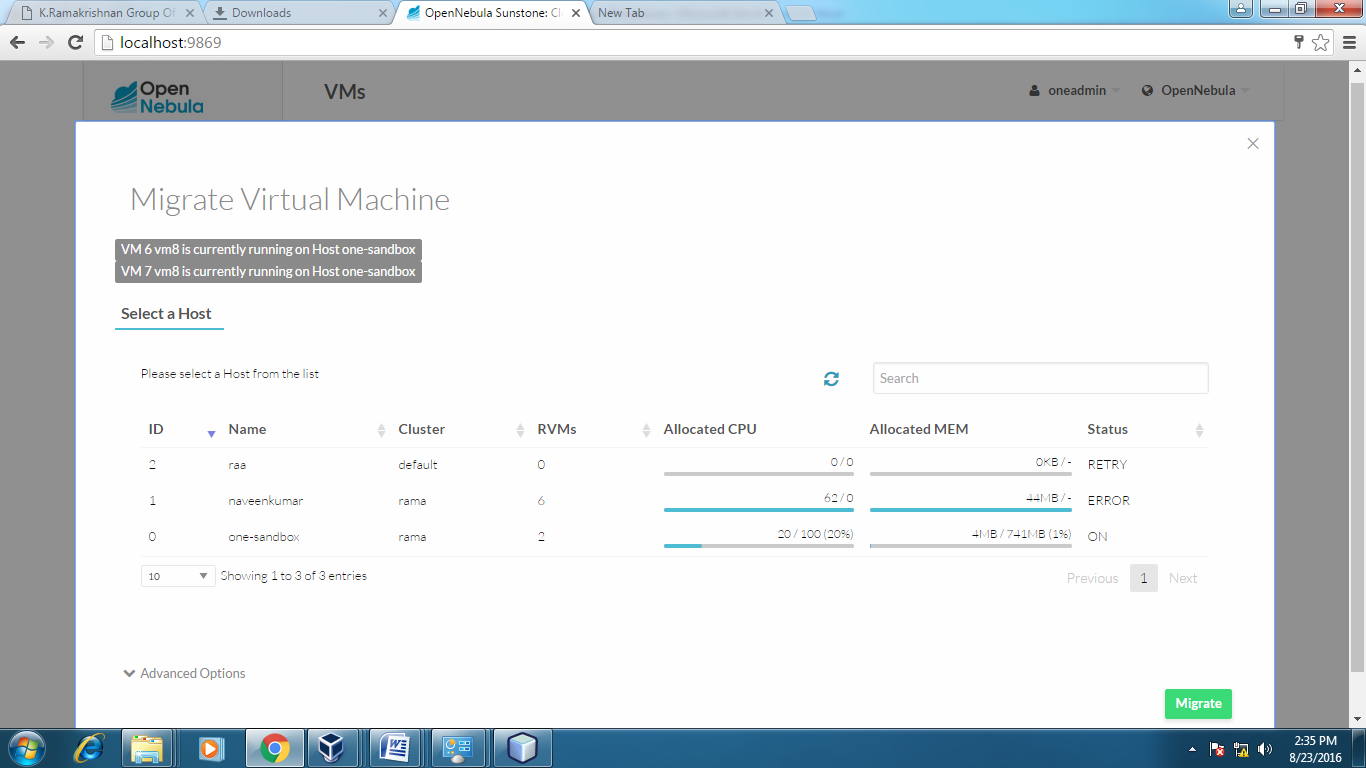 K.Ramakrishnan Group Of
Downloads
OpenNebula Sunstone: Cl
New Tab
localhost:9869
Open
Nebula
VMs
oneadmin
OpenNebula
Migrate Virtual Machine
VM 6 vm8 is currently running on Host one-sandbox
VM 7 vm8 is currently running on Host one-sandbox
Select a Host
Please select a Host from the list
Search
ID Name Cluster RVMs Allocated CPU Allocated MEM Status
2 raa default 0 0 / 0 0KB / - RETRY
1 naveenkumar rama 6 62 / 0 44MB / - ERROR
0 one-sandbox rama 2 20 / 100 (20%) 4MB / 741MB (1%) ON
10 Showing 1 to 3 of 3 entries
Previous 1 Next
Advanced Options
Migrate
2:35 PM
8/23/2016